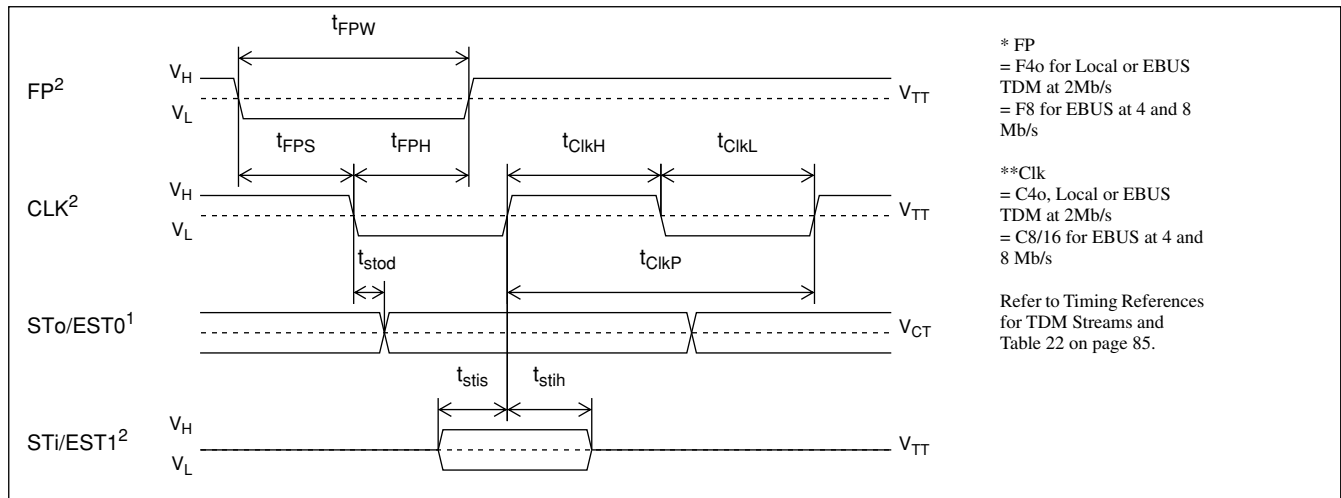 tFPW
FP²
VH
VL
VTT
tFPS
tFPH
tClkH
tClkL
CLK²
VH
VL
VTT
tstod
tClkP
STo/EST0¹
VCT
tstis
tstih
STi/EST1²
VH
VL
VTT
* FP
= F4o for Local or EBUS
TDM at 2Mb/s
= F8 for EBUS at 4 and 8
Mb/s
**Clk
= C4o, Local or EBUS
TDM at 2Mb/s
= C8/16 for EBUS at 4 and
8 Mb/s
Refer to Timing References
for TDM Streams and
Table 22 on page 85.